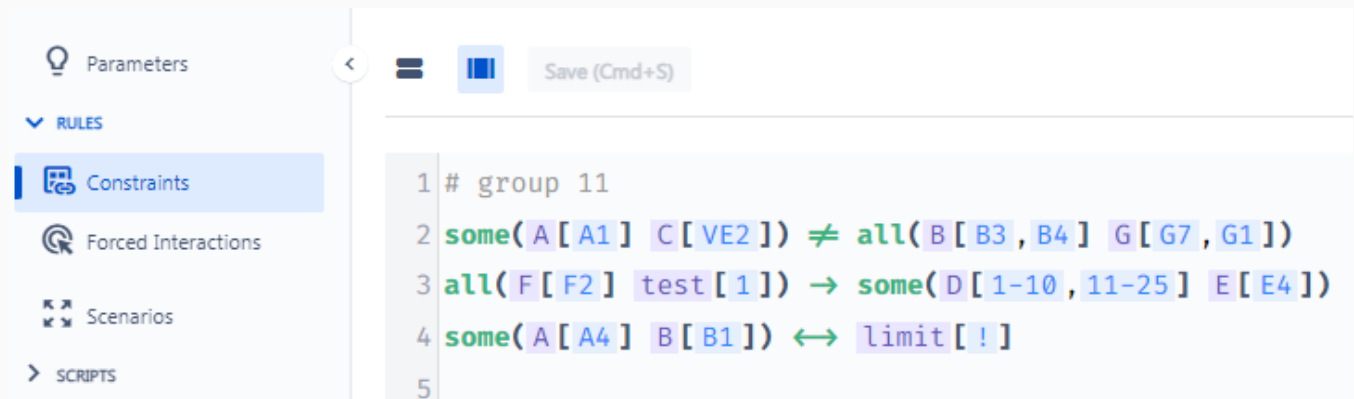 Parameters
RULES
Constraints
Forced Interactions
Scenarios
SCRIPTS
Save (Cmd+S)
1 # group 11
2 some(A[A1] C[VE2]) ≠ all(B[B3,B4] G[G7,G1])
3 all(F[F2] test[1]) → some(D[1-10,11-25] E[E4])
4 some(A[A4] B[B1]) ↔ limit[!]
5